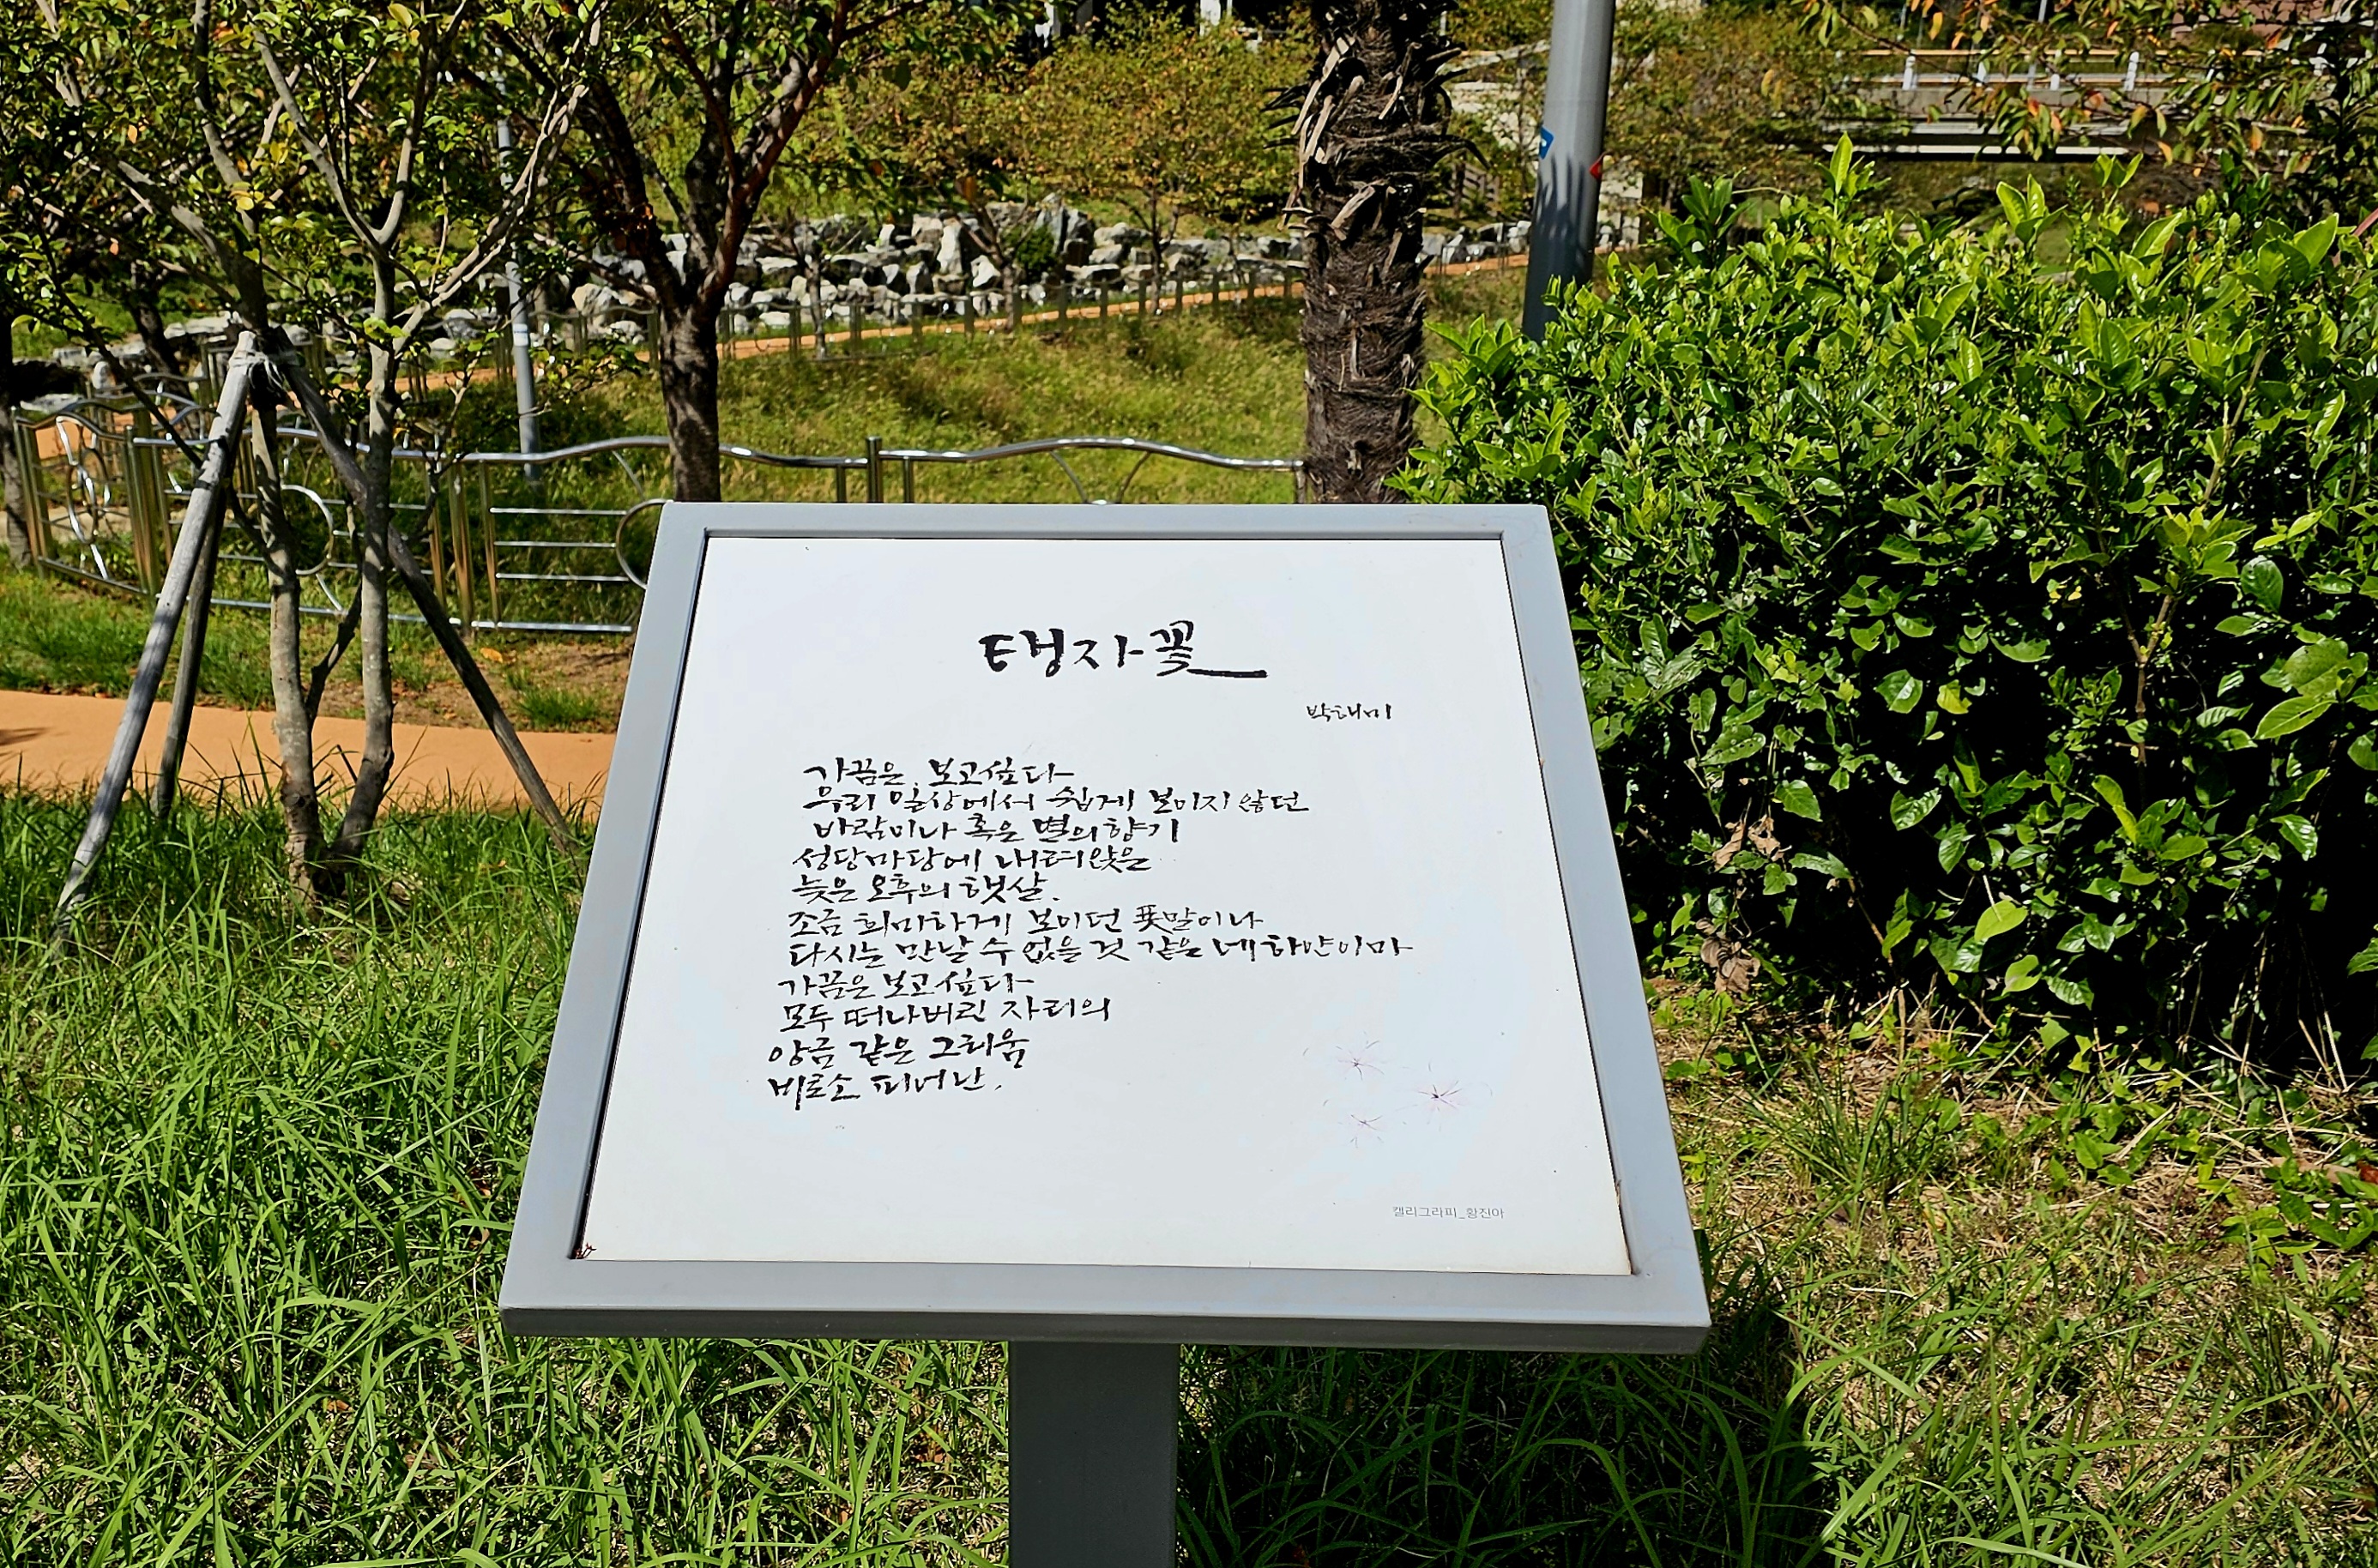 탱자꽃
박태미
가끔은, 보고싶다
우리 일상에서 쉽게 보이지 않던
바람이나 혹은 별의 향기
성당마당에 내려앉은
늦은 오후의 햇살.
조금 희미하게 보이던 꽃말이나
다시는 만날 수 없을 것 같은 네 하얀이마
가끔은 보고싶다
모두 떠나버린 자리의
앙금 같은 그리움
비로소 피어난.
캘리그라피_황진아